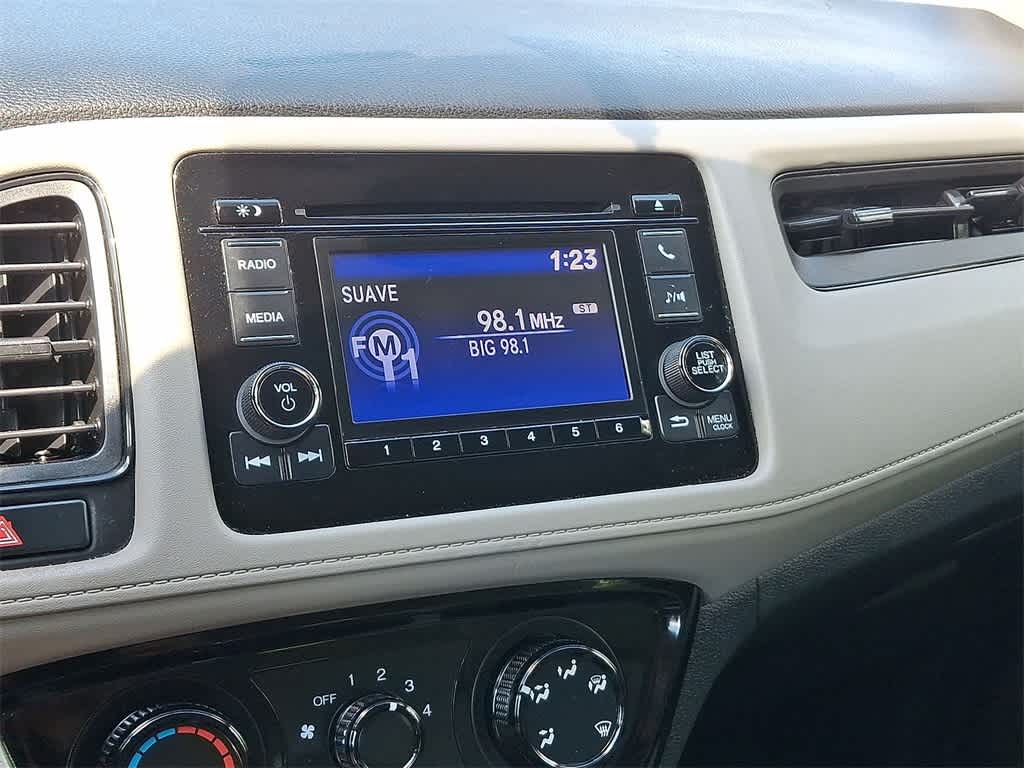 1:23
RADIO
SUAVE
ST
98.1 MHz
MEDIA
BIG 98.1
FM1
VOL
LIST
PUSH
SELECT
MENU
CLOCK
1 2 3 4 5 6
OFF 1 2 3 4